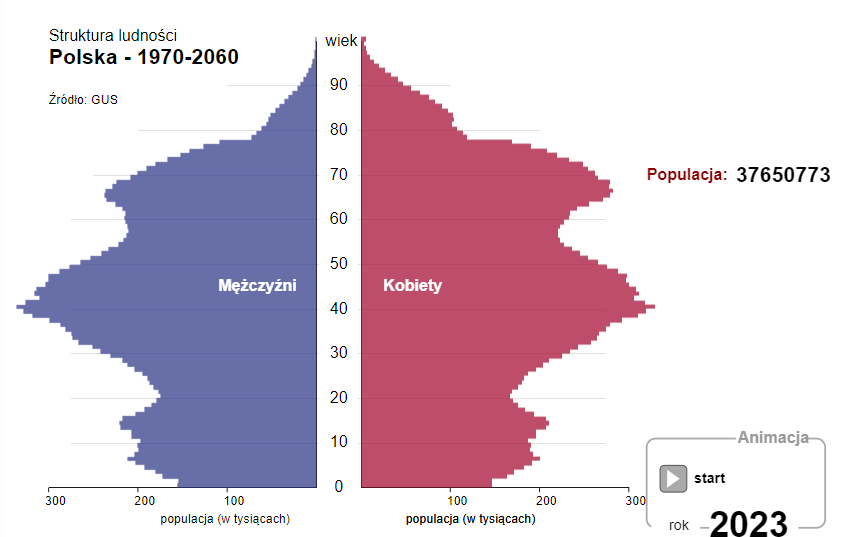 Struktura ludności
Polska - 1970-2060
Źródło: GUS
wiek
90
80
70
60
50
40
30
20
10
0
Mężczyźni
Kobiety
Populacja: 37650773
300 200 100
100 200 300
populacja (w tysiącach)
populacja (w tysiącach)
Animacja
start
rok 2023